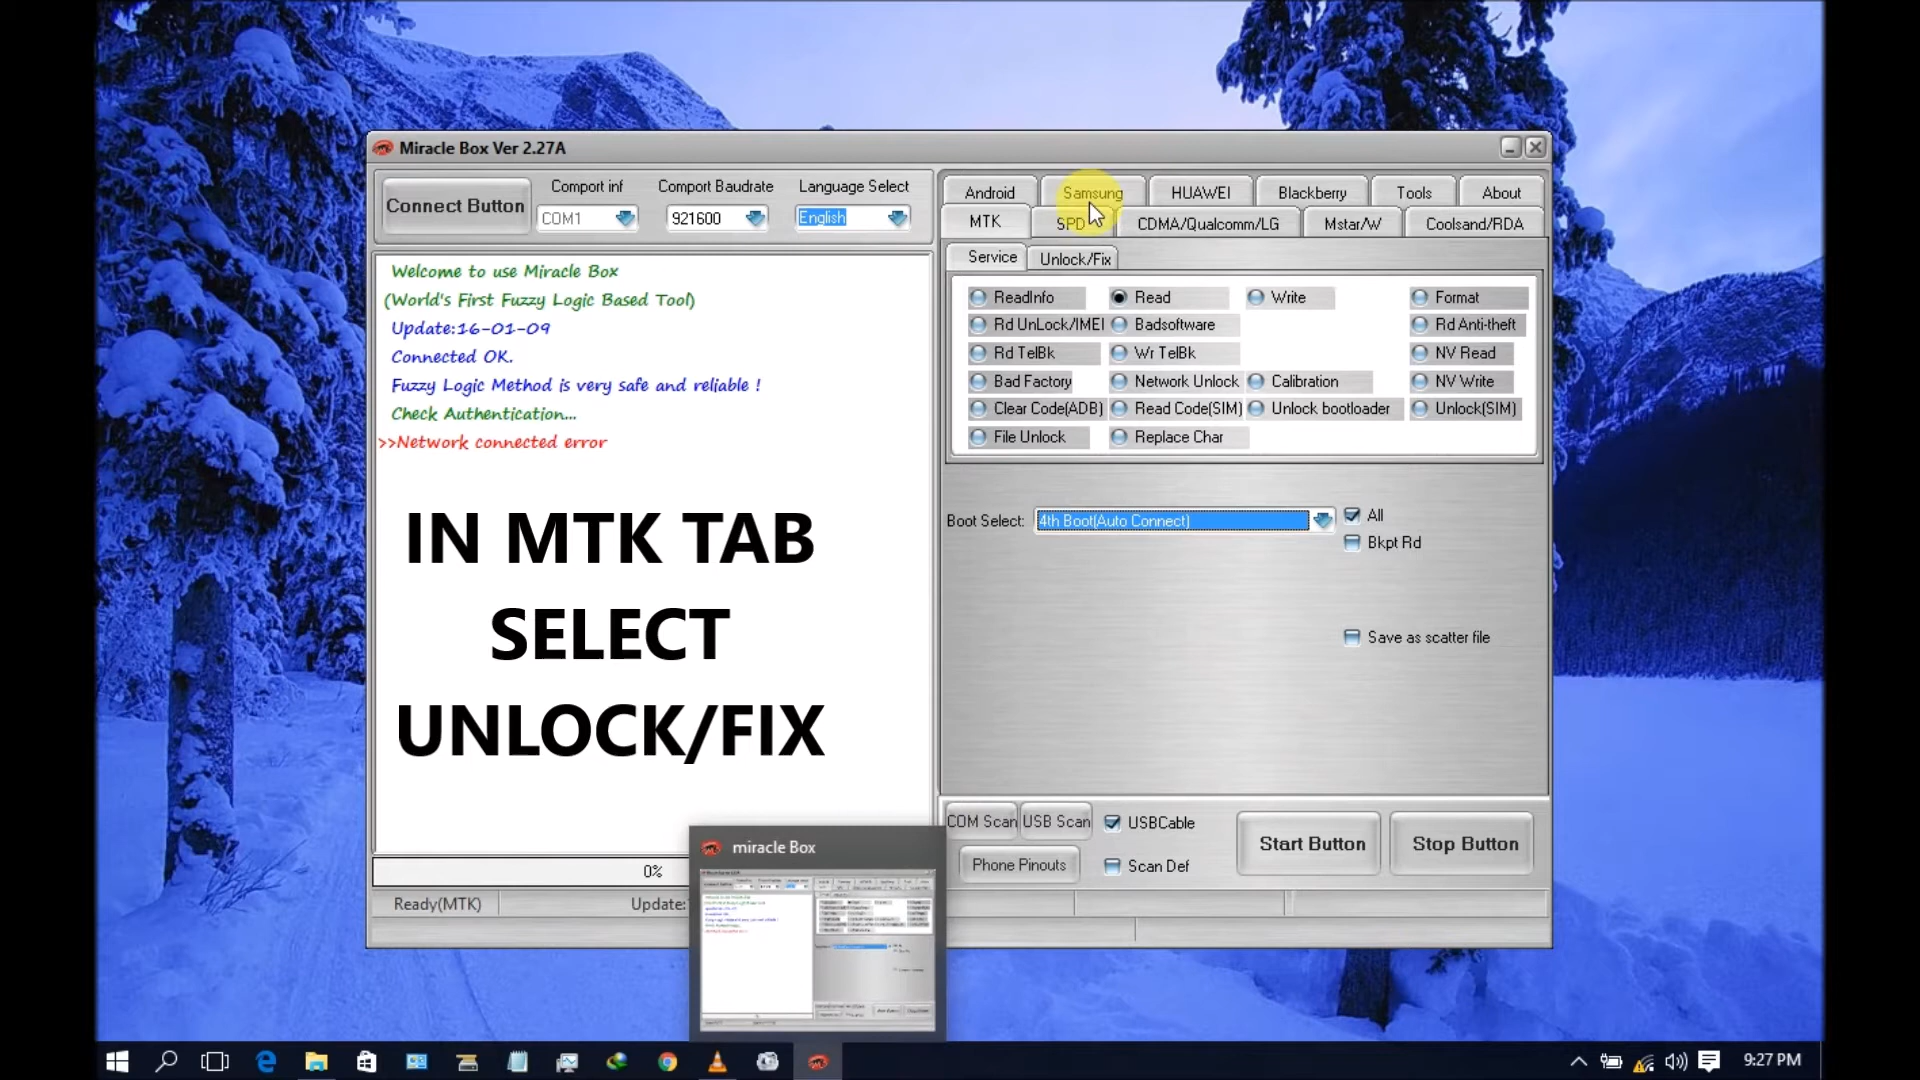 Miracle Box Ver 2.27A
Connect Button
Comport inf
Comport Baudrate
Language Select
COM1
921600
English
Android
Samsung
HUAWEI
Blackberry
Tools
About
MTK
SPD
CDMA/Qualcomm/LG
Mstar/W
Coolsand/RDA
Service
Unlock/Fix
Welcome to use Miracle Box
(World's First Fuzzy Logic Based Tool)
Update:16-01-09
Connected OK.
Fuzzy Logic Method is very safe and reliable !
Check Authentication...
>>Network connected error
IN MTK TAB
SELECT
UNLOCK/FIX
ReadInfo
Read
Write
Format
Rd UnLock/IMEI
Badsoftware
Rd Anti-theft
Rd TelBk
Wr TelBk
NV Read
Bad Factory
Network Unlock
Calibration
NV Write
Clear Code(ADB)
Read Code(SIM)
Unlock bootloader
Unlock(SIM)
File Unlock
Replace Char
Boot Select:
4th Boot(Auto Connect)
All
Bkpt Rd
Save as scatter file
COM Scan
USB Scan
USBCable
Phone Pinouts
Scan Def
Start Button
Stop Button
0%
Ready(MTK)
Update:
miracle Box
9:27 PM